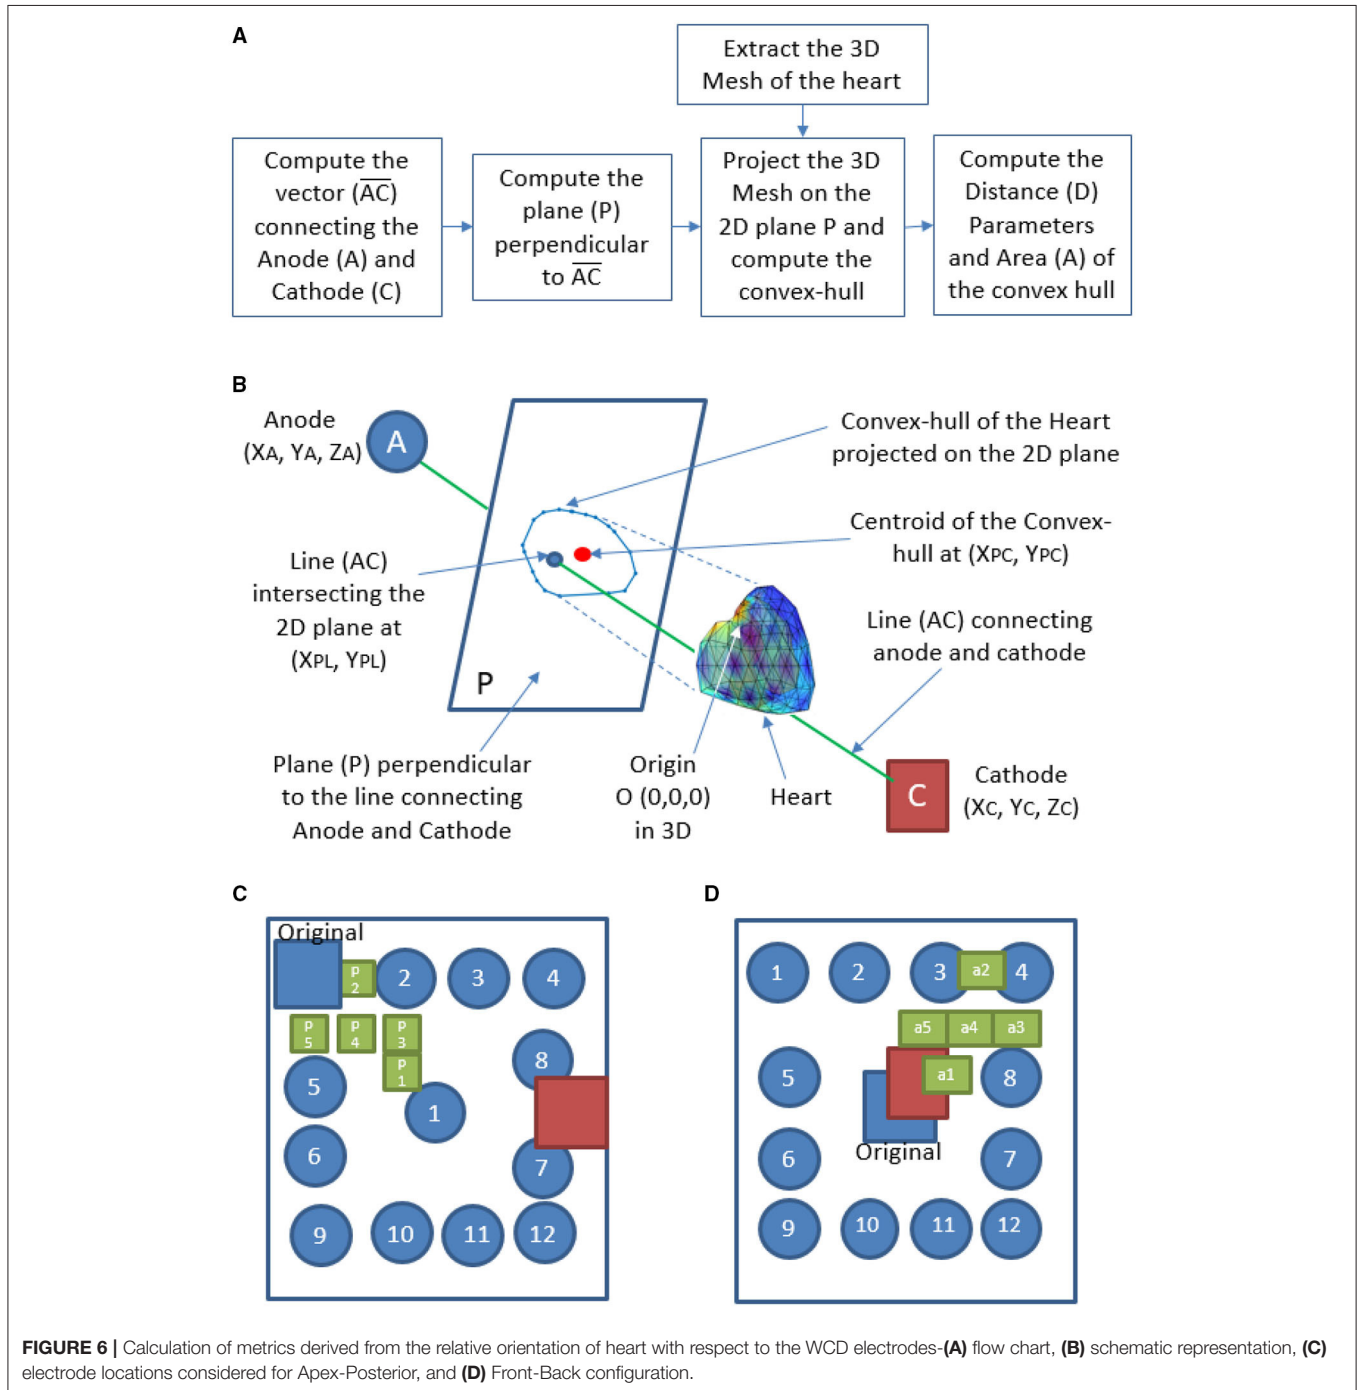 A
Extract the 3D
Mesh of the heart
Compute the
vector (A̅C̅)
connecting the
Anode (A) and
Cathode (C)
Compute the
plane (P)
perpendicular
to A̅C̅
Project the 3D
Mesh on the
2D plane P and
compute the
convex-hull
Compute the
Distance (D)
Parameters
and Area (A) of
the convex hull
B
Anode
(XA, YA, ZA)
A
Convex-hull of the Heart
projected on the 2D plane
Centroid of the Convex-
hull at (XPC, YPC)
Line (AC)
intersecting the
2D plane at
(XPL, YPL)
Line (AC) connecting
anode and cathode
P
Plane (P) perpendicular
to the line connecting
Anode and Cathode
Origin
O (0,0,0)
in 3D
Heart
C
Cathode
(XC, YC, ZC)
C
Original
p
2
2
3
4
p
5
p
4
p
3
p
1
5
8
1
6
7
9
10
11
12
D
1
2
3
a2
4
a5
a4
a3
5
a1
8
Original
6
7
9
10
11
12
FIGURE 6 | Calculation of metrics derived from the relative orientation of heart with respect to the WCD electrodes-(A) flow chart, (B) schematic representation, (C)
electrode locations considered for Apex-Posterior, and (D) Front-Back configuration.